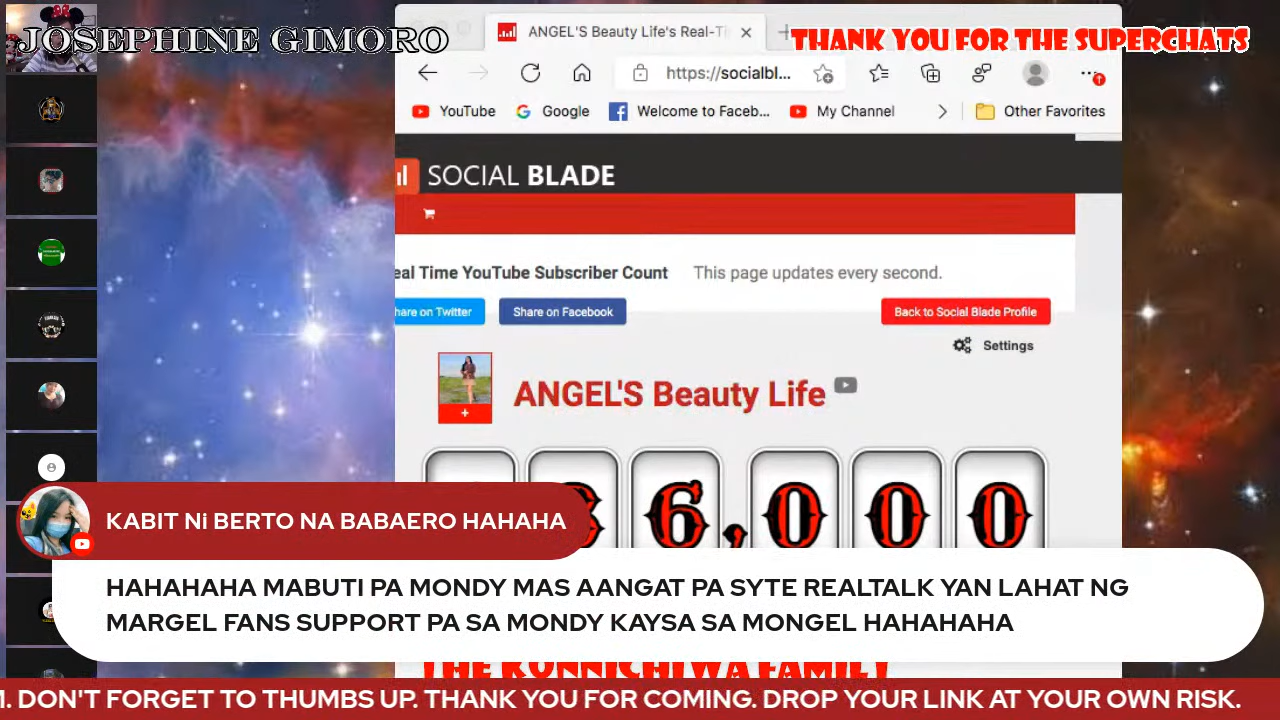 JOSEPHINE GIMORO
THANK YOU FOR THE SUPERCHATS
ANGEL'S Beauty Life's Real-Ti
https://socialbl...
YouTube
Google
Welcome to Faceb...
My Channel
Other Favorites
SOCIAL BLADE
eal Time YouTube Subscriber Count
This page updates every second.
hare on Twitter
Share on Facebook
Back to Social Blade Profile
Settings
ANGEL'S Beauty Life
6,000
KABIT Ni BERTO NA BABAERO HAHAHA
HAHAHAHA MABUTI PA MONDY MAS AANGAT PA SYTE REALTALK YAN LAHAT NG
MARGEL FANS SUPPORT PA SA MONDY KAYSA SA MONGEL HAHAHAHA
THE KONNICHIWA FAMILY
. DON'T FORGET TO THUMBS UP. THANK YOU FOR COMING. DROP YOUR LINK AT YOUR OWN RISK.